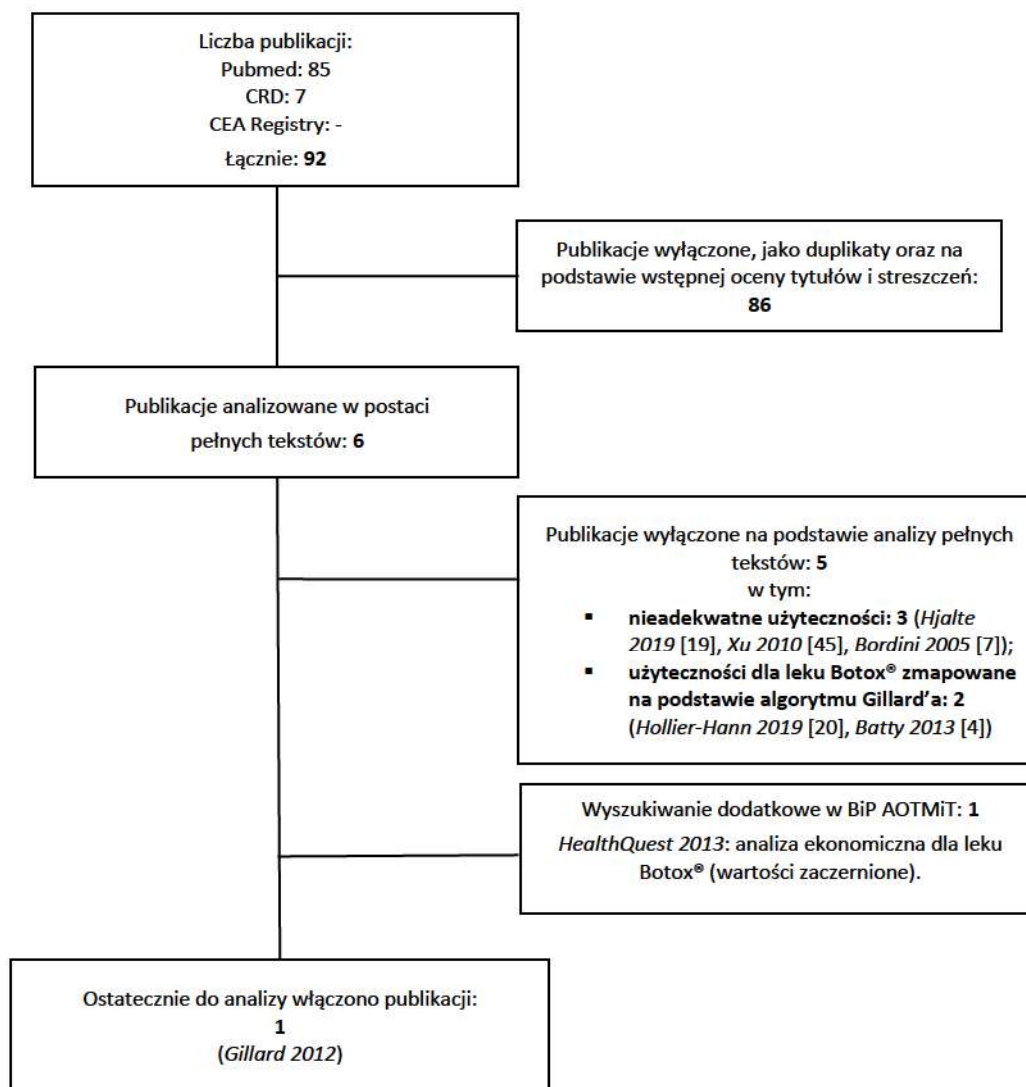 Liczba publikacji:
Pubmed: 85
CRD: 7
CEA Registry: -
Łącznie: 92
Publikacje wyłączone, jako duplikaty oraz na
podstawie wstępnej oceny tytułów i streszczeń:
86
Publikacje analizowane w postaci
pełnych tekstów: 6
Publikacje wyłączone na podstawie analizy pełnych
tekstów: 5
w tym:
▪ nieadekwatne użyteczności: 3 (Hjalte
2019 [19], Xu 2010 [45], Bordini 2005 [7]);
▪ użyteczności dla leku Botox® zmapowane
na podstawie algorytmu Gillard’a: 2
(Hollier-Hann 2019 [20], Batty 2013 [4])
Wyszukiwanie dodatkowe w BiP AOTMiT: 1
HealthQuest 2013: analiza ekonomiczna dla leku
Botox® (wartości zaczernione).
Ostatecznie do analizy włączono publikacji:
1
(Gillard 2012)